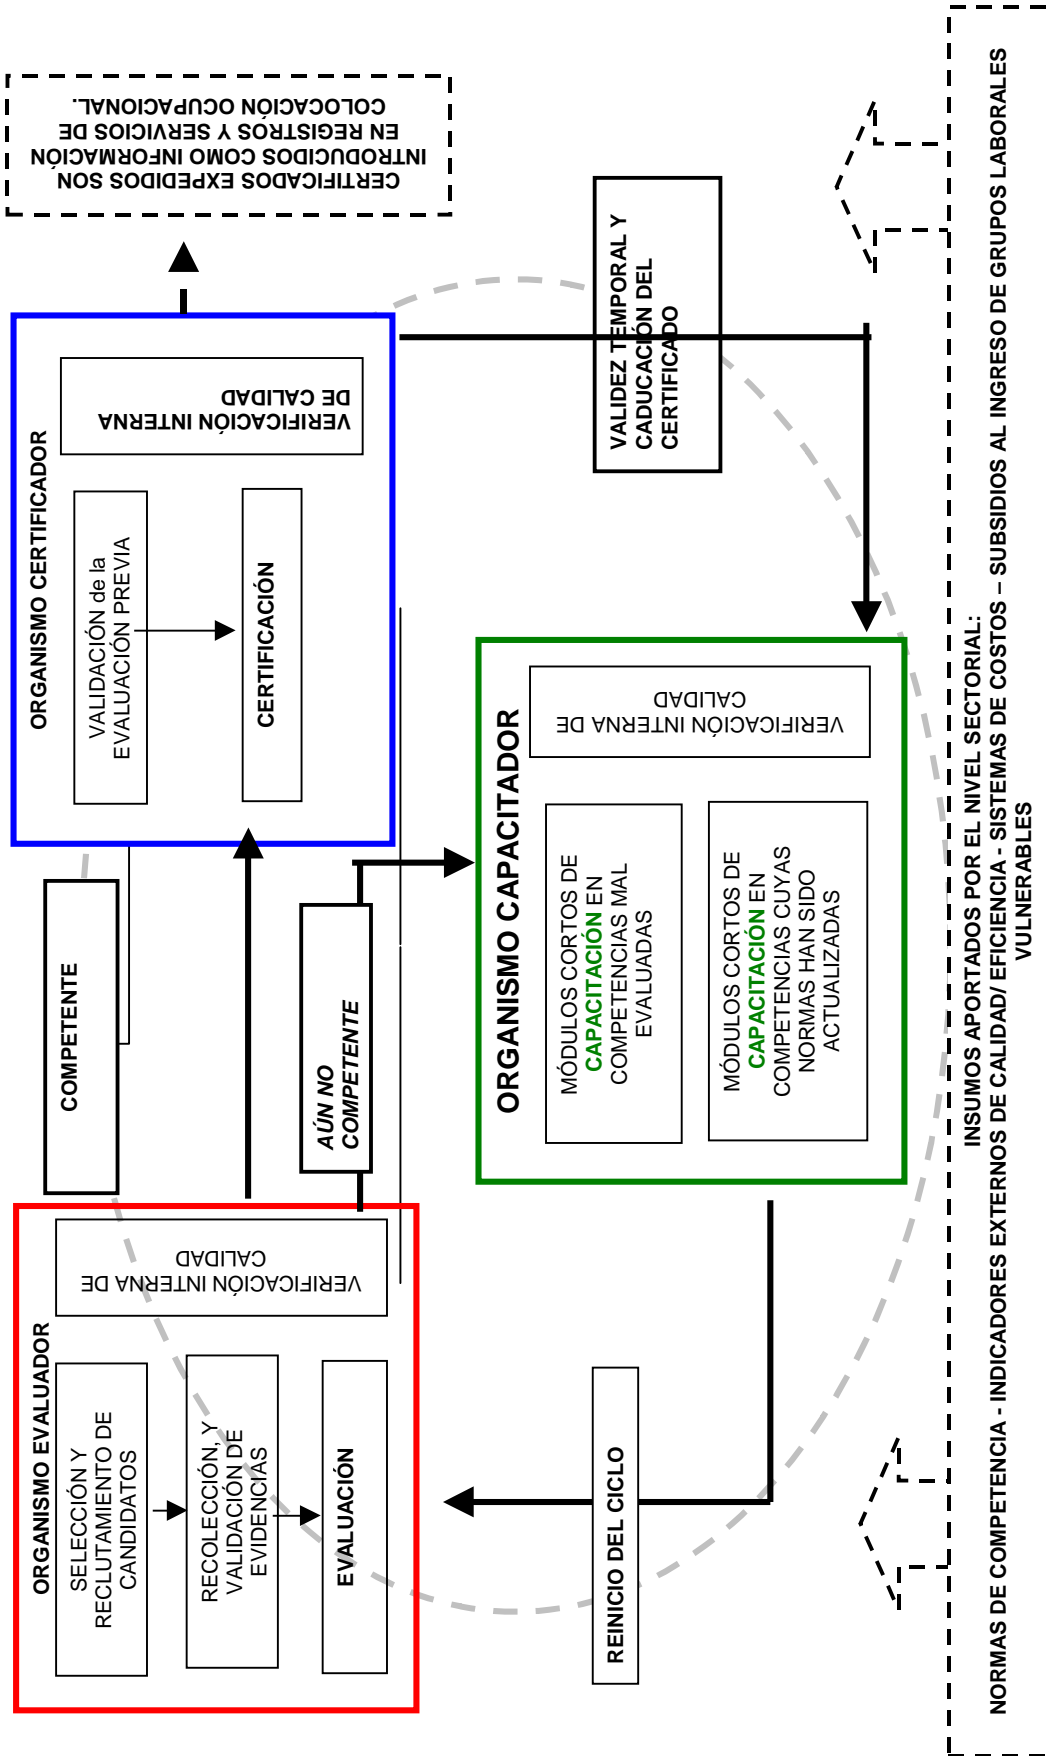 ORGANISMO EVALUADOR
SELECCIÓN Y
RECLUTAMIENTO DE
CANDIDATOS
RECOLECCIÓN, Y
VALIDACIÓN DE
EVIDENCIAS
EVALUACIÓN
VERIFICACIÓN INTERNA DE
CALIDAD
COMPETENTE
AÚN NO
COMPETENTE
ORGANISMO CERTIFICADOR
VALIDACIÓN de la
EVALUACIÓN PREVIA
CERTIFICACIÓN
VERIFICACIÓN INTERNA
DE CALIDAD
CERTIFICADOS EXPEDIDOS SON
INTRODUCIDOS COMO INFORMACIÓN
EN REGISTROS Y SERVICIOS DE
COLOCACIÓN OCUPACIONAL.
VALIDEZ TEMPORAL Y
CADUCACIÓN DEL
CERTIFICADO
ORGANISMO CAPACITADOR
MÓDULOS CORTOS DE
CAPACITACIÓN EN
COMPETENCIAS MAL
EVALUADAS
MÓDULOS CORTOS DE
CAPACITACIÓN EN
COMPETENCIAS CUYAS
NORMAS HAN SIDO
ACTUALIZADAS
VERIFICACIÓN INTERNA DE
CALIDAD
REINICIO DEL CICLO
INSUMOS APORTADOS POR EL NIVEL SECTORIAL:
NORMAS DE COMPETENCIA - INDICADORES EXTERNOS DE CALIDAD/ EFICIENCIA - SISTEMAS DE COSTOS – SUBSIDIOS AL INGRESO DE GRUPOS LABORALES
VULNERABLES